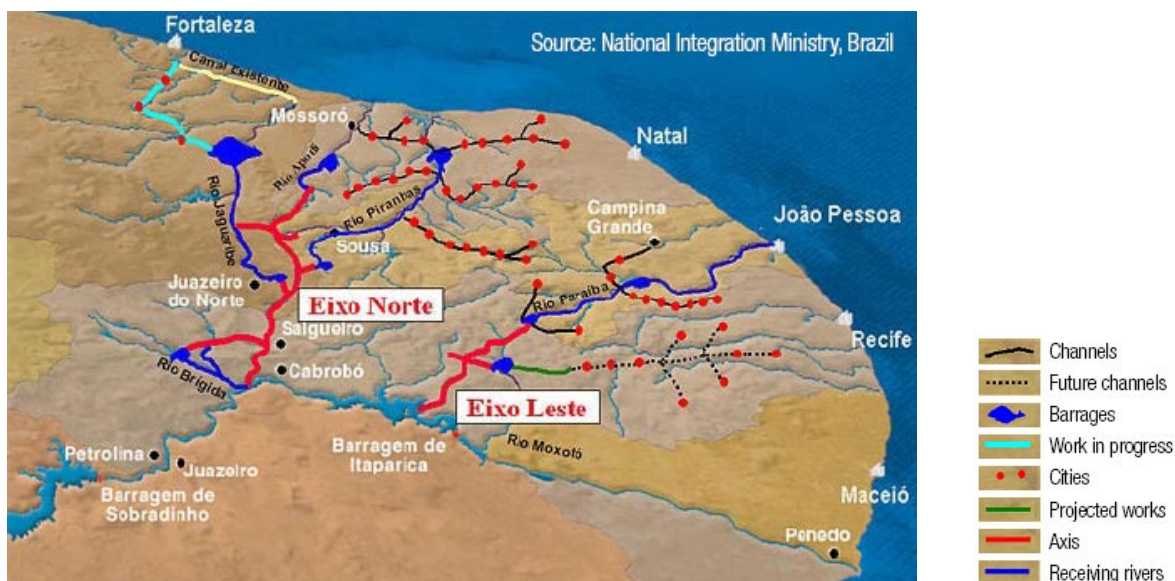 Fortaleza
Source: National Integration Ministry, Brazil
Canal Existente
Mossoró
Natal
Rio Apodi
Rio Jaguaribe
Rio Piranhas
Sousa
Campina
Grande
João Pessoa
Juazeiro
do Norte
Eixo Norte
Rio Paraiba
Salgueiro
Recife
Cabrobó
Rio Brigida
Eixo Leste
Petrolina
Juazeiro
Barragem de
Itaparica
Rio Moxotó
Barragem de
Sobradinho
Maceió
Penedo
Channels
Future channels
Barrages
Work in progress
Cities
Projected works
Axis
Receiving rivers